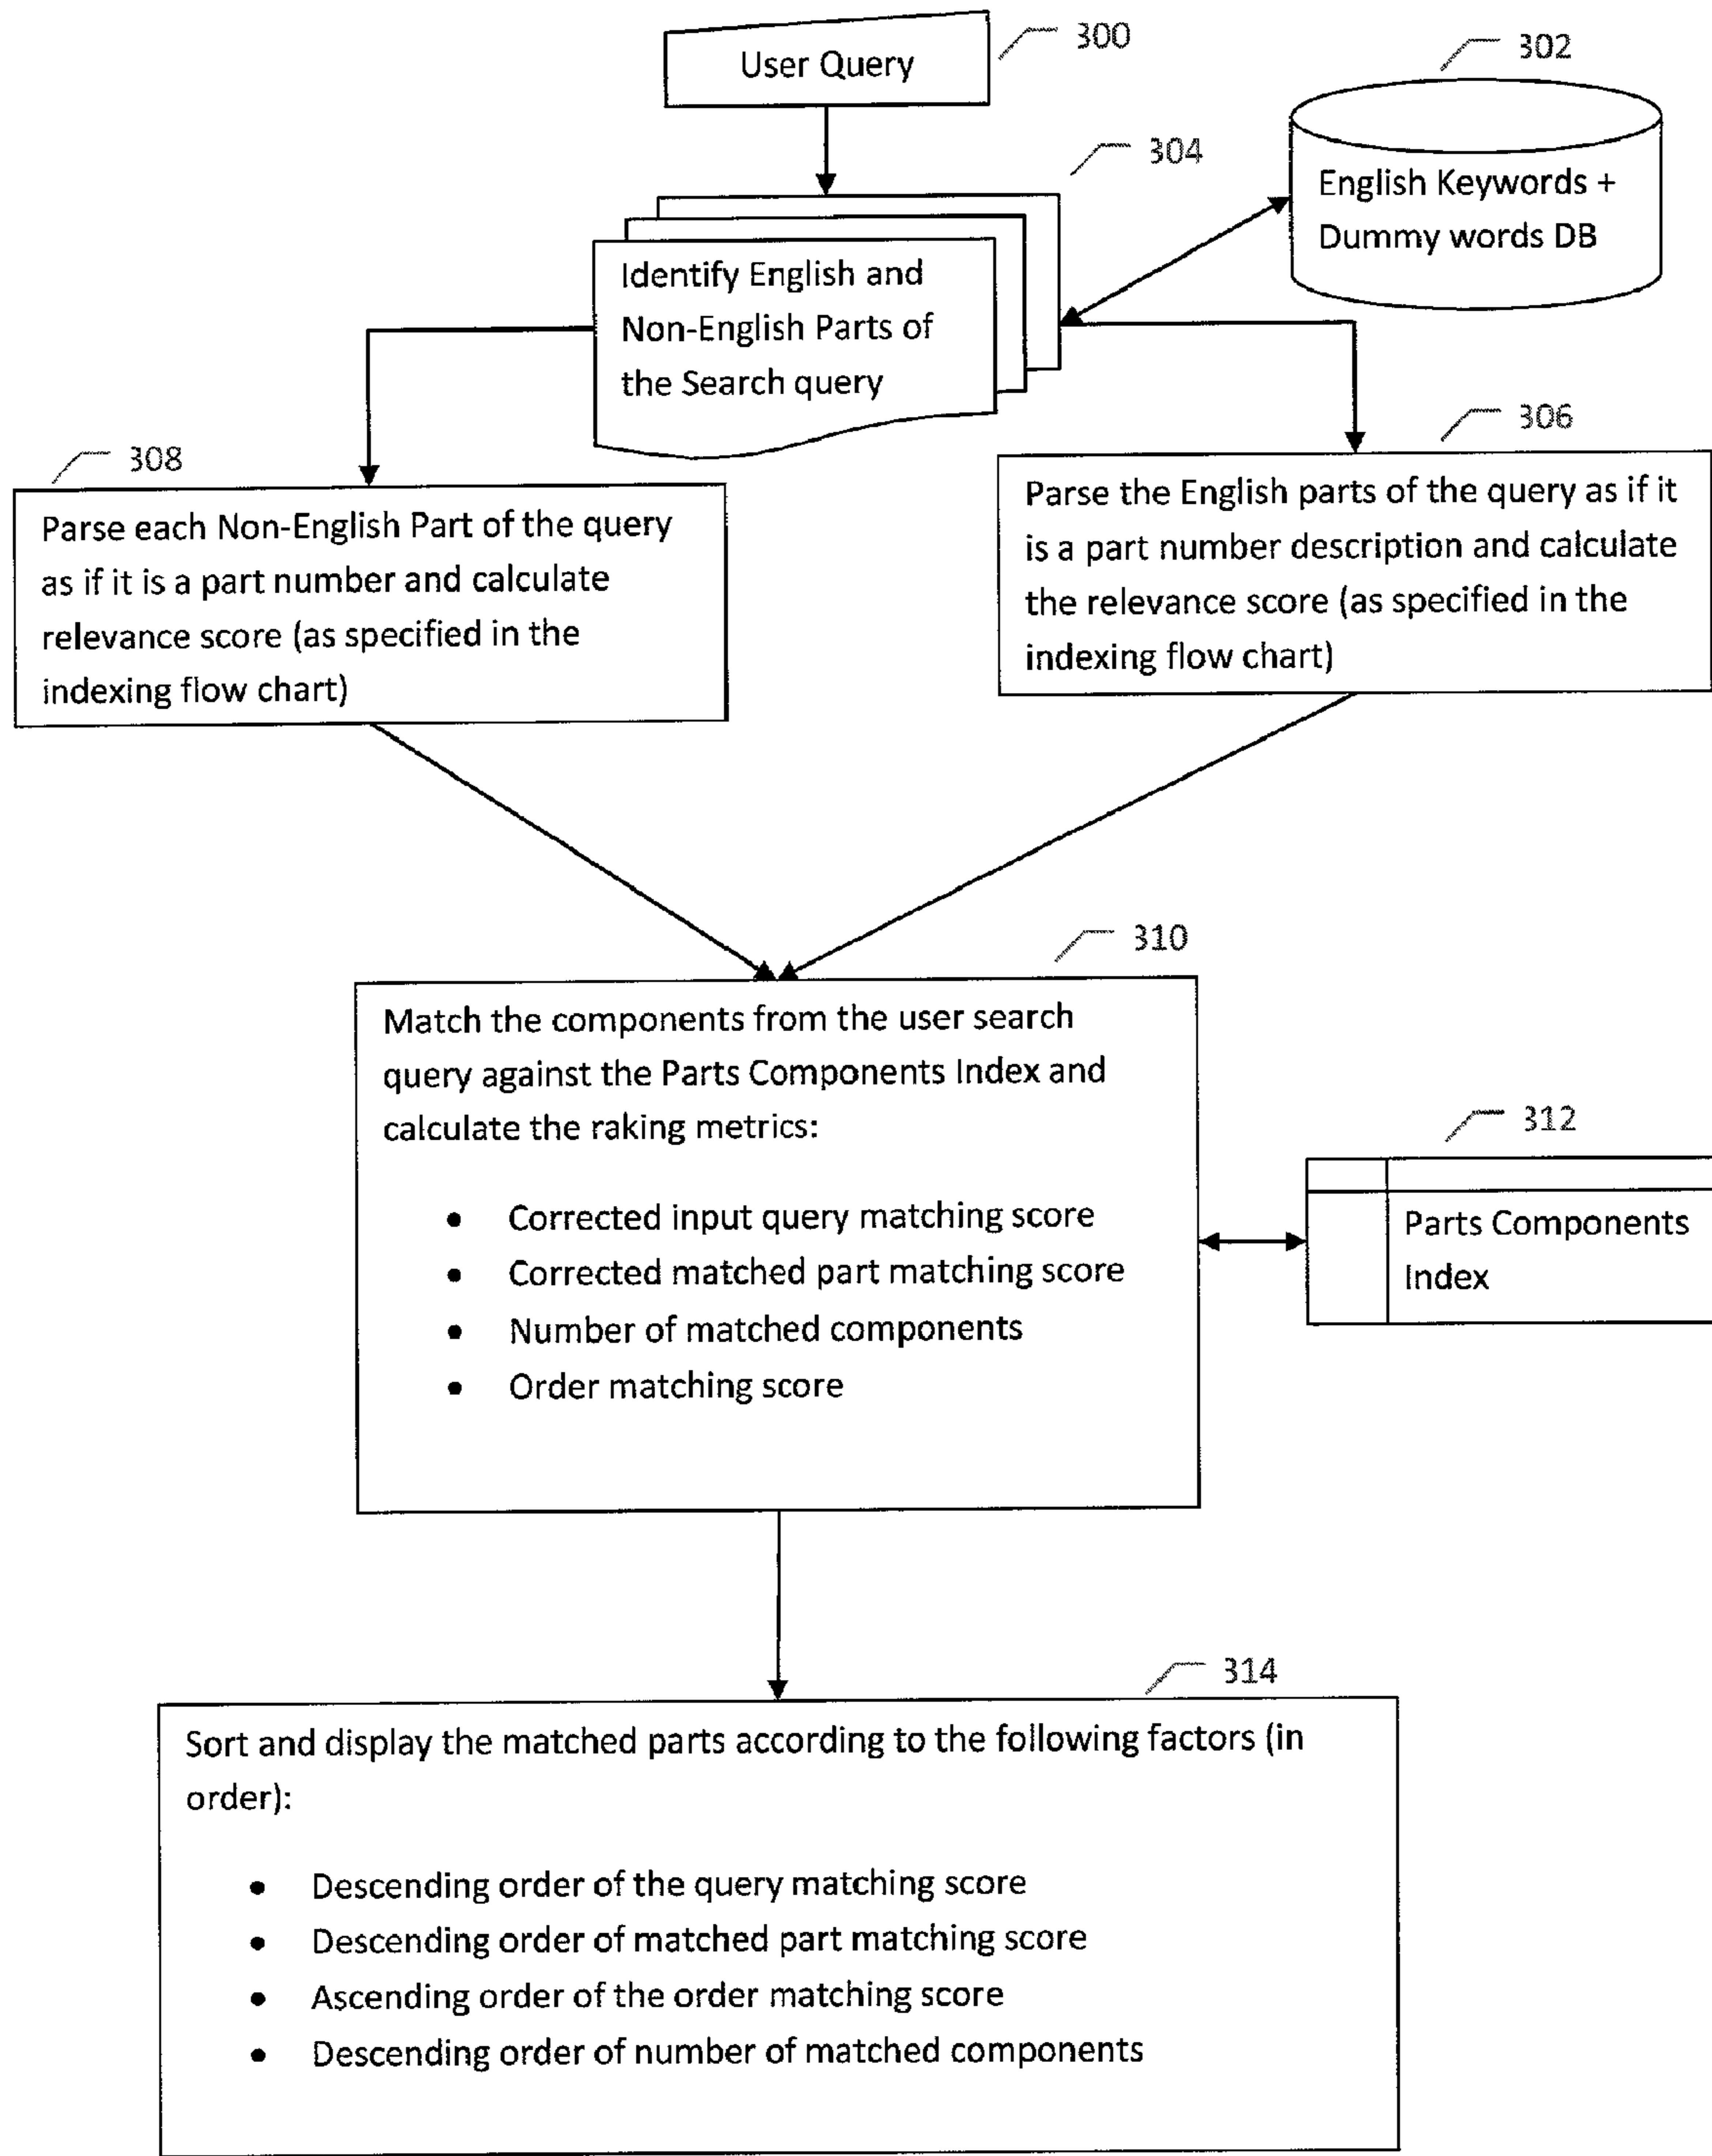 300
User Query
302
304
English Keywords +
Dummy words DB
Identify English and
Non-English Parts of
the Search query
308
306
Parse each Non-English Part of the query
as if it is a part number and calculate
relevance score (as specified in the
indexing flow chart)
Parse the English parts of the query as if it
is a part number description and calculate
the relevance score (as specified in the
indexing flow chart)
310
Match the components from the user search
query against the Parts Components Index and
calculate the raking metrics:
• Corrected input query matching score
• Corrected matched part matching score
• Number of matched components
• Order matching score
312
Parts Components
Index
314
Sort and display the matched parts according to the following factors (in
order):
• Descending order of the query matching score
• Descending order of matched part matching score
• Ascending order of the order matching score
• Descending order of number of matched components